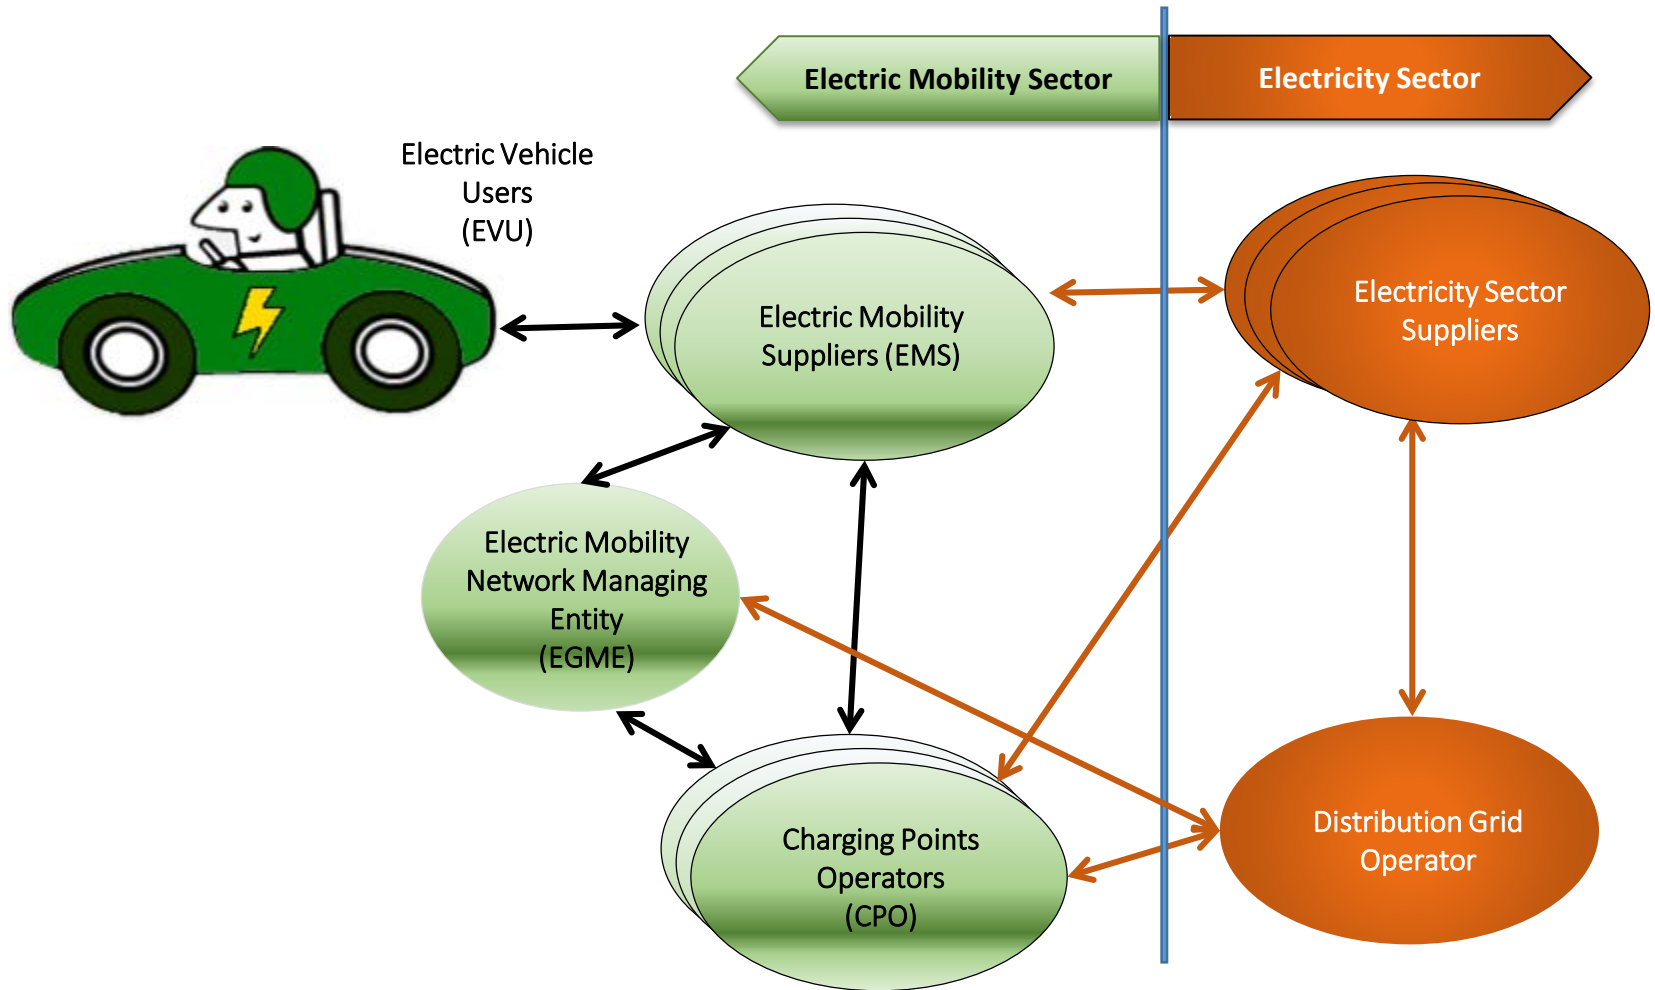 Electric Mobility Sector
Electricity Sector
Electric Vehicle
Users
(EVU)
Electric Mobility
Suppliers (EMS)
Electricity Sector
Suppliers
Electric Mobility
Network Managing
Entity
(EGME)
Charging Points
Operators
(CPO)
Distribution Grid
Operator